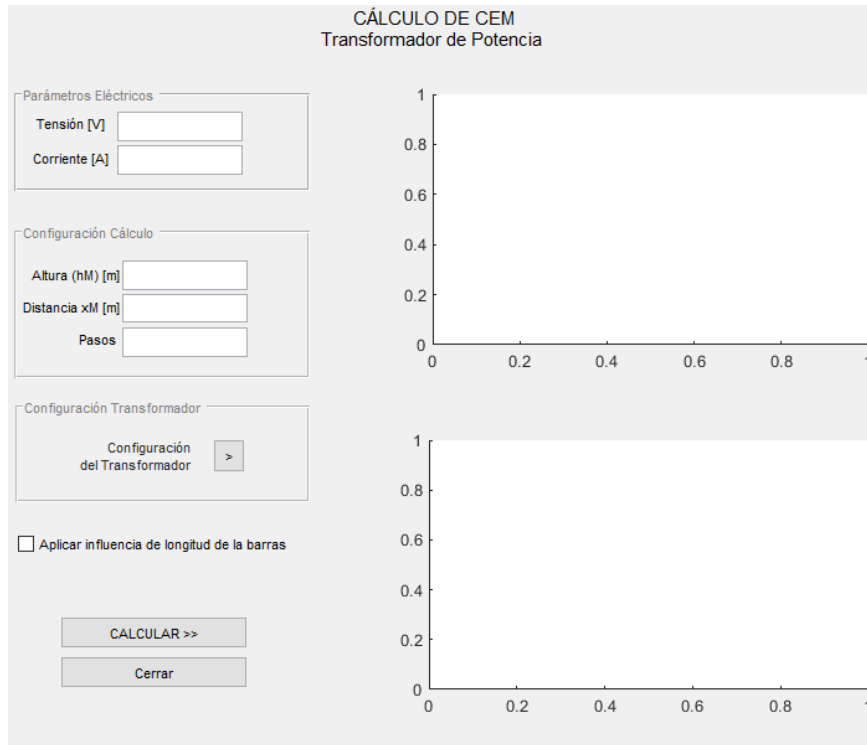 CÁLCULO DE CEM
Transformador de Potencia
Parámetros Eléctricos
Tensión [V]
Corriente [A]
Configuración Cálculo
Altura (hM) [m]
Distancia xM [m]
Pasos
Configuración Transformador
Configuración
del Transformador
>
Aplicar influencia de longitud de la barras
CALCULAR >>
Cerrar
1
0.8
0.6
0.4
0.2
0
0 0.2 0.4 0.6 0.8 1
1
0.8
0.6
0.4
0.2
0
0 0.2 0.4 0.6 0.8 1